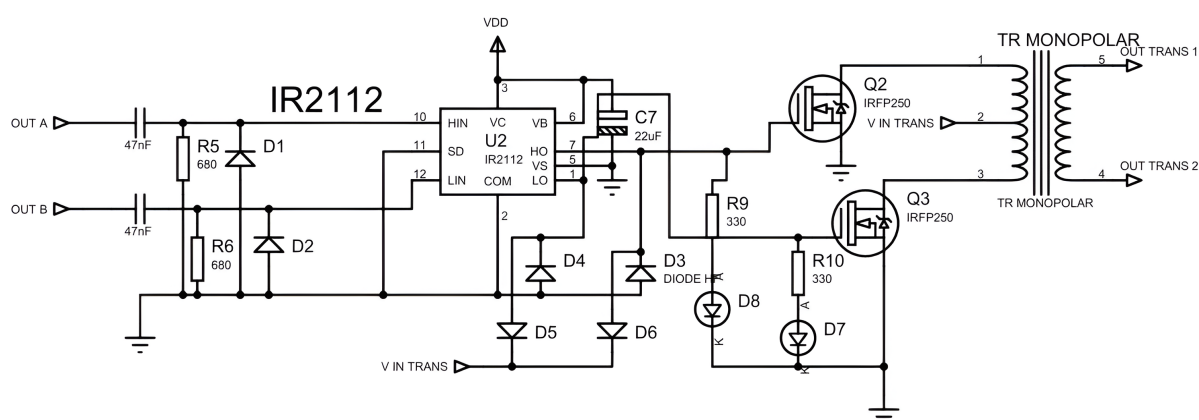 VDD
TR MONOPOLAR
OUT TRANS 1
1
5
Q2
IRFP250
IR2112
3
C7
22uF
OUT A
47nF
10
HIN
VC
VB
6
V IN TRANS
2
R5
680
D1
U2
IR2112
11
SD
HO
7
VS
5
12
LIN
COM
LO
1
OUT TRANS 2
3
4
TR MONOPOLAR
OUT B
47nF
2
R9
330
Q3
IRFP250
R6
680
D2
D4
D3
DIODE H
A
R10
330
D8
A
D5
D6
K
D7
K
V IN TRANS